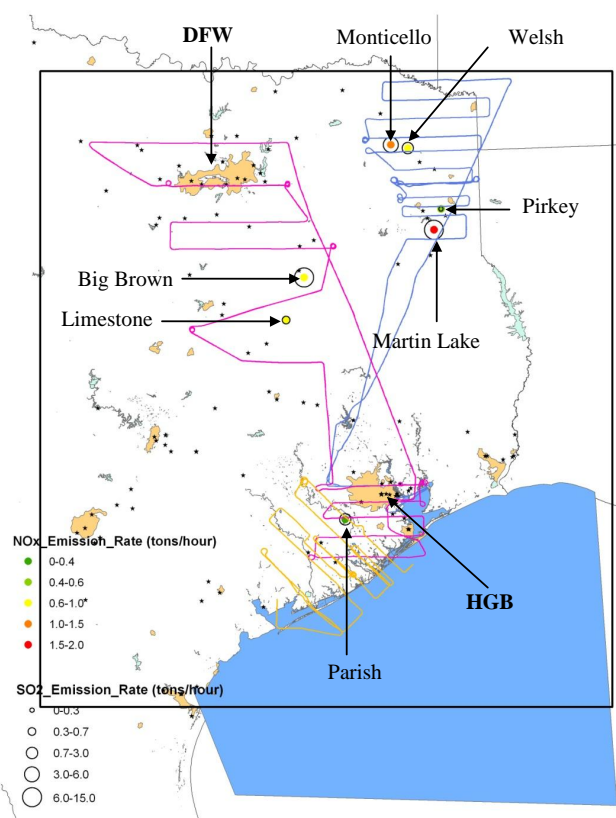 DFW
Monticello
Welsh
Pirkey
Big Brown
Limestone
Martin Lake
NOx_Emission_Rate (tons/hour)
0-0.4
0.4-0.6
0.6-1.0
1.0-1.5
1.5-2.0
HGB
Parish
SO2_Emission_Rate (tons/hour)
0-0.3
0.3-0.7
0.7-3.0
3.0-6.0
6.0-15.0